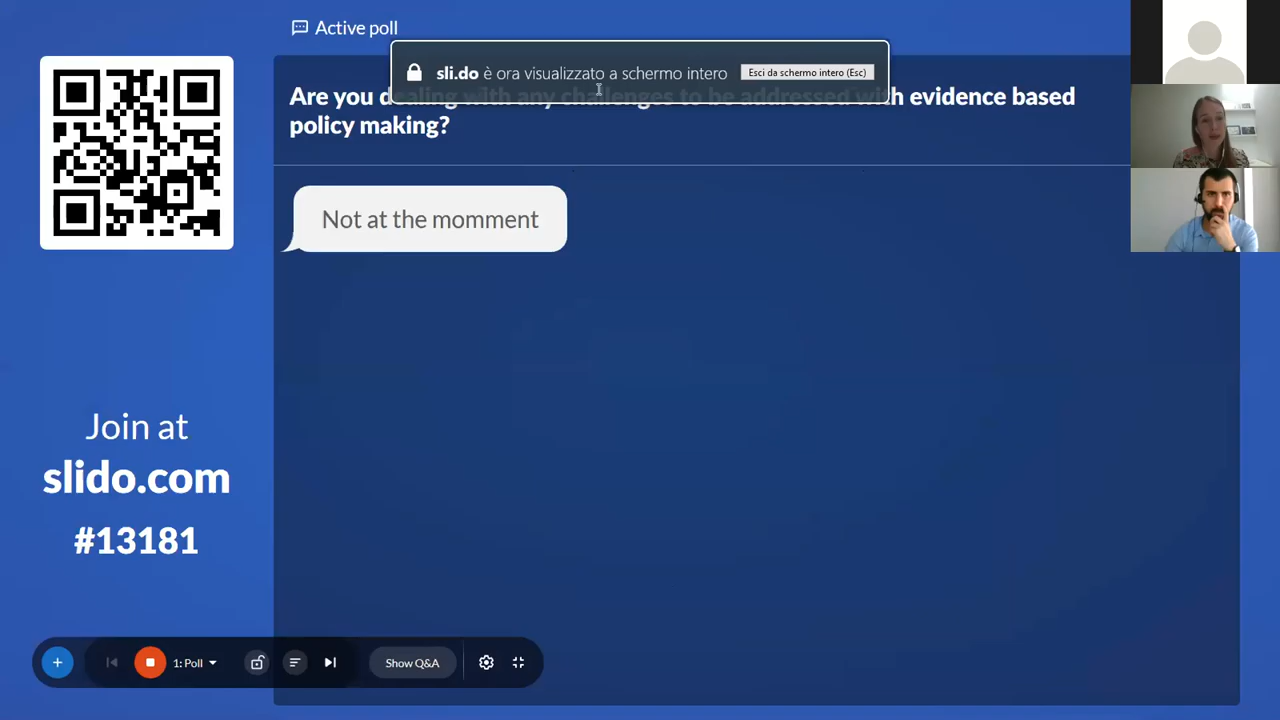 Active poll
sli.do è ora visualizzato a schermo intero
Esci da schermo intero (Esc)
Are you dealing with any challenges to be addressed with evidence based
policy making?
Not at the momment
Join at
slido.com
#13181
1: Poll
Show Q&A